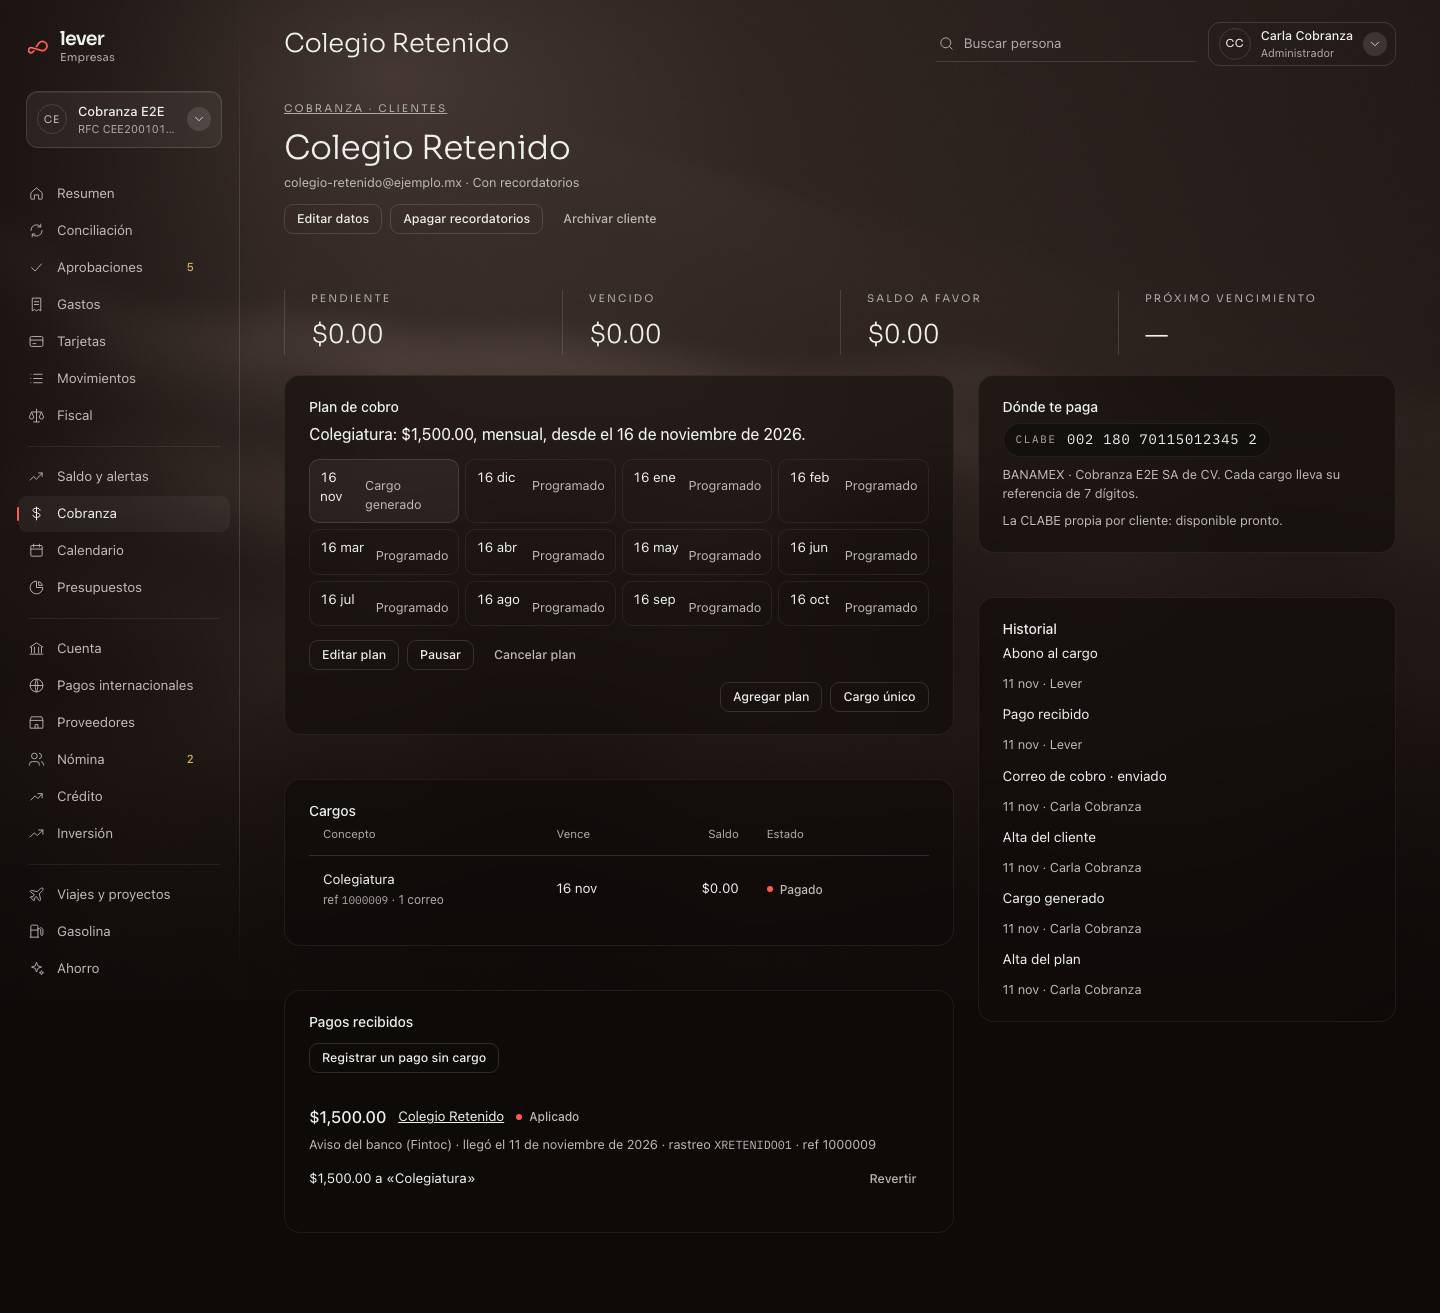 lever
Empresas
Colegio Retenido
Buscar persona
CC
Carla Cobranza
Administrador
CE
Cobranza E2E
RFC CEE200101...
Resumen
Conciliación
Aprobaciones 5
Gastos
Tarjetas
Movimientos
Fiscal
Saldo y alertas
Cobranza
Calendario
Presupuestos
Cuenta
Pagos internacionales
Proveedores
Nómina 2
Crédito
Inversión
Viajes y proyectos
Gasolina
Ahorro
COBRANZA · CLIENTES
Colegio Retenido
colegio-retenido@ejemplo.mx · Con recordatorios
Editar datos Apagar recordatorios Archivar cliente
PENDIENTE
$0.00
VENCIDO
$0.00
SALDO A FAVOR
$0.00
PRÓXIMO VENCIMIENTO
—
Plan de cobro
Colegiatura: $1,500.00, mensual, desde el 16 de noviembre de 2026.
16 nov Cargo generado
16 dic Programado
16 ene Programado
16 feb Programado
16 mar Programado
16 abr Programado
16 may Programado
16 jun Programado
16 jul Programado
16 ago Programado
16 sep Programado
16 oct Programado
Editar plan Pausar Cancelar plan
Agregar plan Cargo único
Cargos
Concepto Vence Saldo Estado
Colegiatura 16 nov $0.00 Pagado
ref 1000009 · 1 correo
Pagos recibidos
Registrar un pago sin cargo
$1,500.00 Colegio Retenido Aplicado
Aviso del banco (Fintoc) · llegó el 11 de noviembre de 2026 · rastreo XRETENIDO01 · ref 1000009
$1,500.00 a «Colegiatura» Revertir
Dónde te paga
CLABE 002 180 70115012345 2
BANAMEX · Cobranza E2E SA de CV. Cada cargo lleva su
referencia de 7 dígitos.
La CLABE propia por cliente: disponible pronto.
Historial
Abono al cargo
11 nov · Lever
Pago recibido
11 nov · Lever
Correo de cobro · enviado
11 nov · Carla Cobranza
Alta del cliente
11 nov · Carla Cobranza
Cargo generado
11 nov · Carla Cobranza
Alta del plan
11 nov · Carla Cobranza